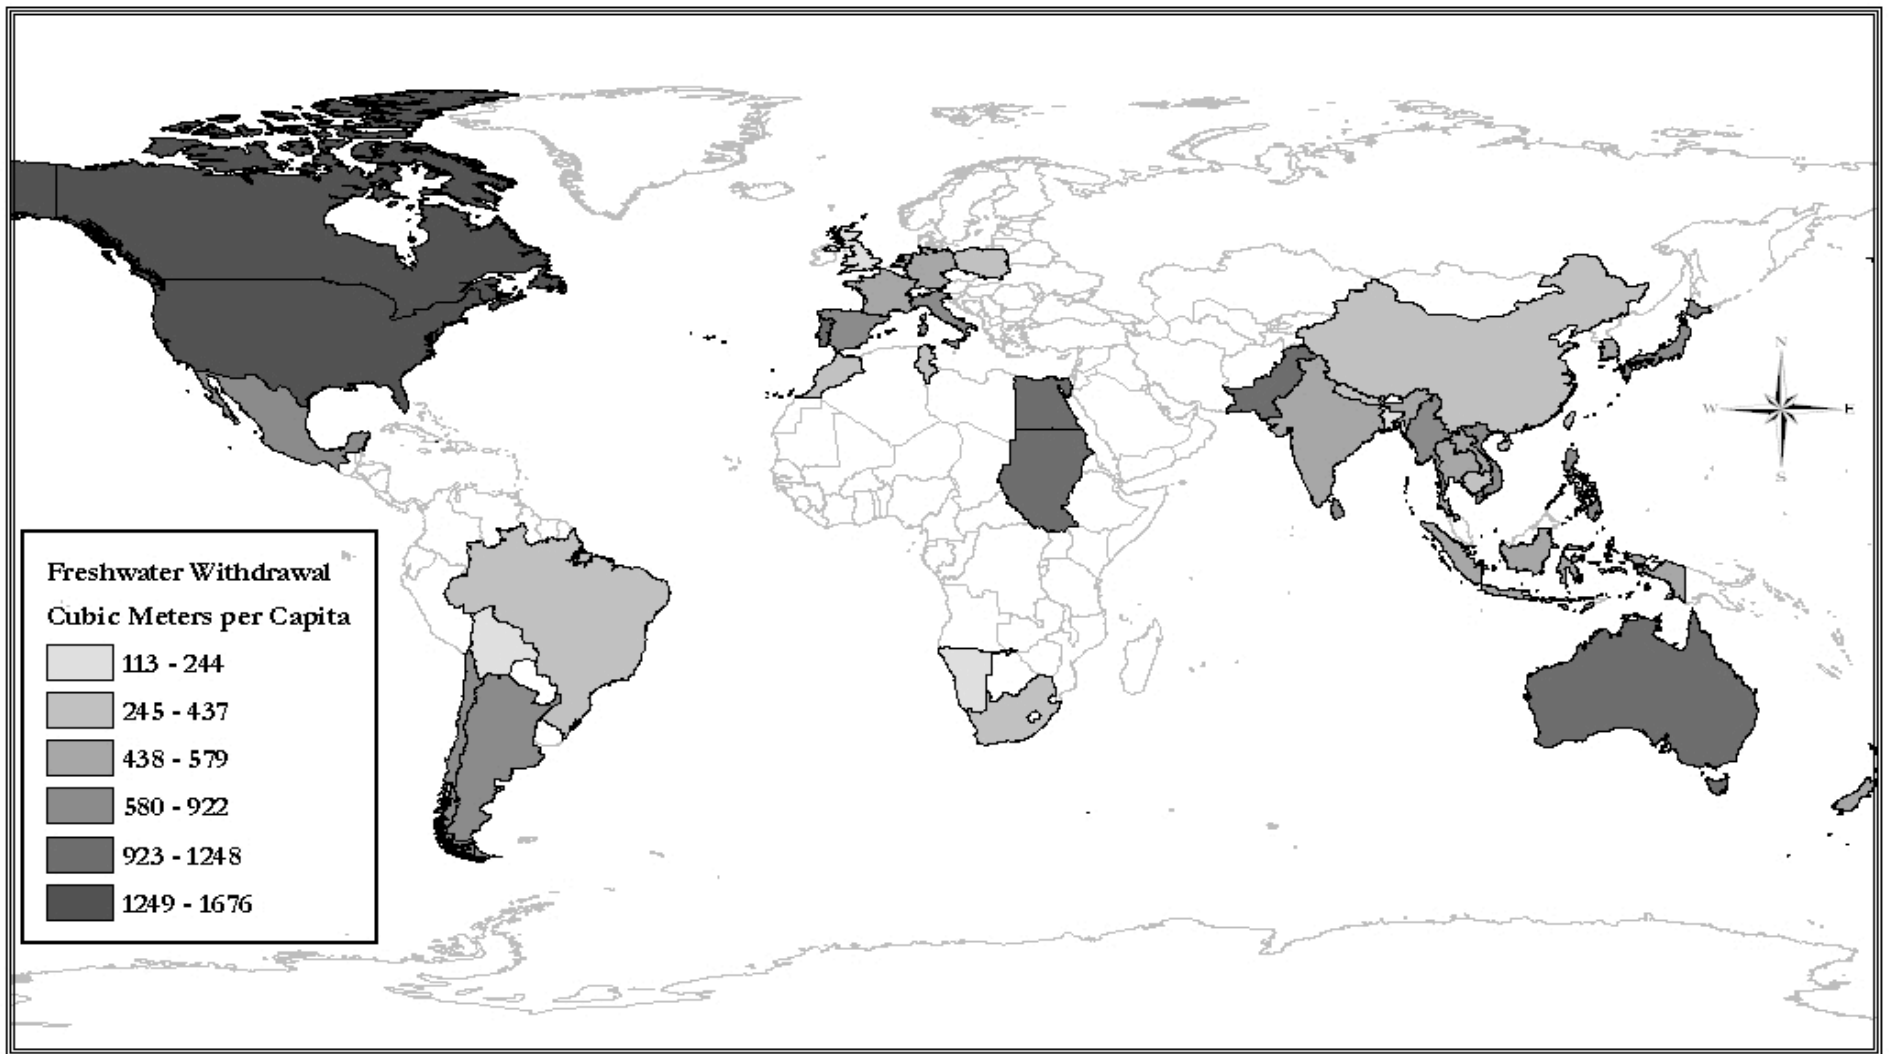 N
W E
S
Freshwater Withdrawal
Cubic Meters per Capita
113 - 244
245 - 437
438 - 579
580 - 922
923 - 1248
1249 - 1676